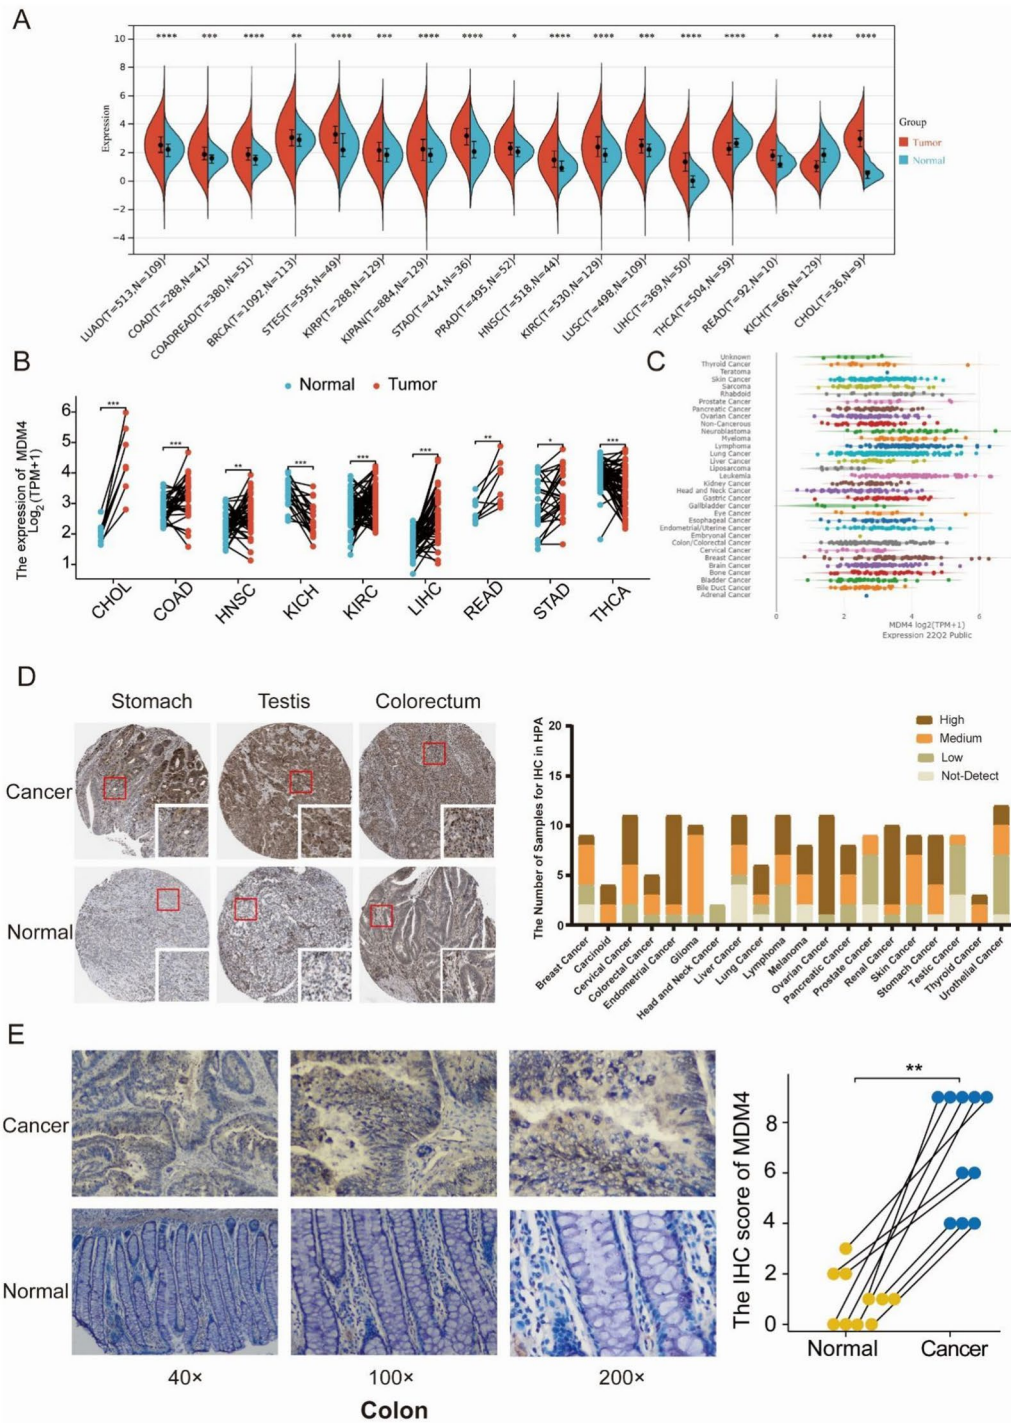 A
**** *** **** ** **** *** **** **** * **** **** *** **** **** * **** ****
10
8
6
4
2
0
−2
−4
Expression
Group
Tumor
Normal
LUAD(T=513,N=109)
COAD(T=288,N=41)
COADREAD(T=380,N=51)
BRCA(T=1092,N=113)
STES(T=595,N=49)
KIRP(T=288,N=129)
KIPAN(T=884,N=129)
STAD(T=414,N=36)
PRAD(T=495,N=52)
HNSC(T=518,N=44)
KIRC(T=530,N=129)
LUSC(T=498,N=109)
LIHC(T=369,N=50)
THCA(T=504,N=59)
READ(T=92,N=10)
KICH(T=66,N=129)
CHOL(T=36,N=9)
B
Normal Tumor
The expression of MDM4
Log2 (TPM+1)
6
5
4
3
2
1
*** *** ** *** *** *** ** * ***
CHOL
COAD
HNSC
KICH
KIRC
LIHC
READ
STAD
THCA
C
Unknown
Thyroid Cancer
Teratoma
Skin Cancer
Sarcoma
Rhabdoid
Prostate Cancer
Pancreatic Cancer
Ovarian Cancer
Non-Cancerous
Neuroblastoma
Myeloma
Lymphoma
Lung Cancer
Liver Cancer
Liposarcoma
Leukemia
Kidney Cancer
Head and Neck Cancer
Gastric Cancer
Gallbladder Cancer
Eye Cancer
Esophageal Cancer
Endometrial/Uterine Cancer
Embryonal Cancer
Colon/Colorectal Cancer
Cervical Cancer
Breast Cancer
Brain Cancer
Bone Cancer
Bladder Cancer
Bile Duct Cancer
Adrenal Cancer
0 2 4 6
MDM4 log2(TPM+1)
Expression 22Q2 Public
D
Stomach Testis Colorectum
Cancer
Normal
The Number of Samples for IHC in HPA
20
15
10
5
0
High
Medium
Low
Not-Detect
Breast Cancer
Carcinoid
Cervical Cancer
Colorectal Cancer
Endometrial Cancer
Glioma
Head and Neck Cancer
Liver Cancer
Lung Cancer
Lymphoma
Melanoma
Ovarian Cancer
Pancreatic Cancer
Prostate Cancer
Renal Cancer
Skin Cancer
Stomach Cancer
Testic Cancer
Thyroid Cancer
Urothelial Cancer
E
Cancer
Normal
40× 100× 200×
Colon
The IHC score of MDM4
**
8
6
4
2
0
Normal Cancer